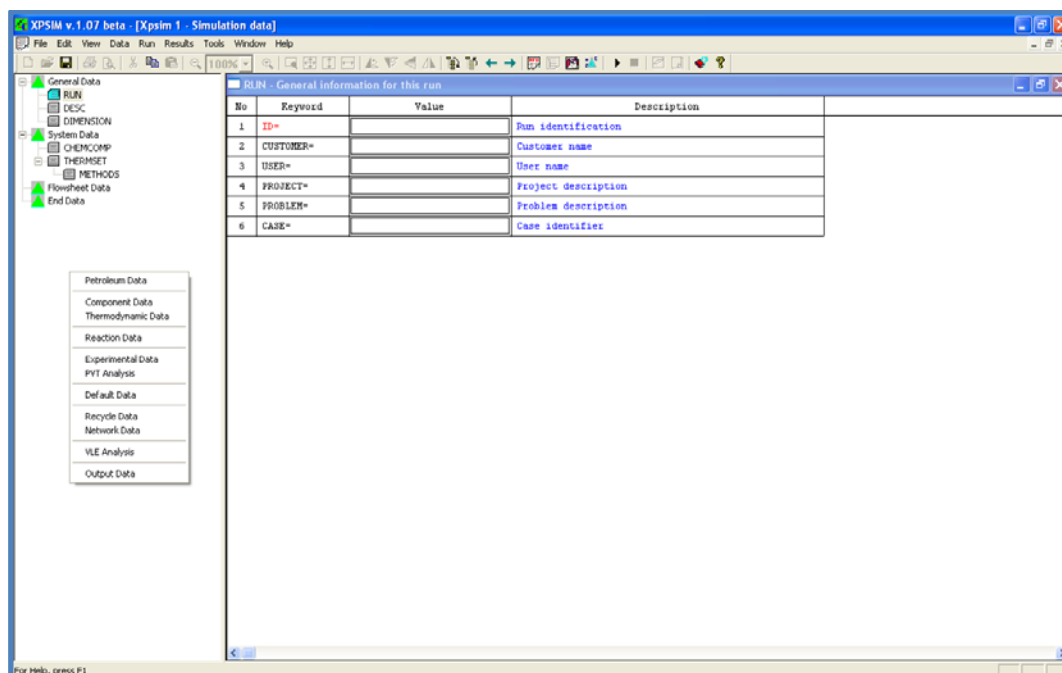 XPSIM v.1.07 beta - [Xpsim 1 - Simulation data]
File Edit View Data Run Results Tools Window Help
100%
General Data
RUN
DESC
DIMENSION
System Data
CHEMCOMP
THERMSET
METHODS
Flowsheet Data
End Data
Petroleum Data
Component Data
Thermodynamic Data
Reaction Data
Experimental Data
PVT Analysis
Default Data
Recycle Data
Network Data
VLE Analysis
Output Data
RUN - General information for this run
No Keyword Value Description
1 ID= Run identification
2 CUSTOMER= Customer name
3 USER= User name
4 PROJECT= Project description
5 PROBLEM= Problem description
6 CASE= Case identifier
For Help, press F1